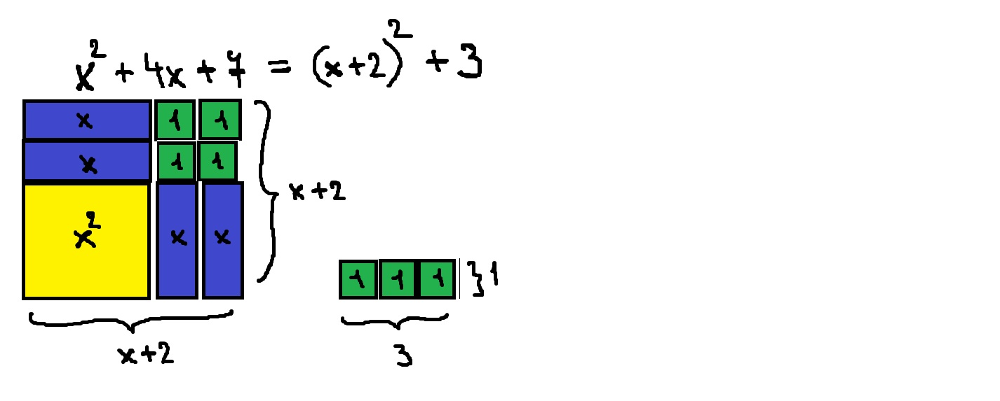 x² + 4x + 7 = (x+2)² + 3
x 1 1
x 1 1
x+2
x² x x
1 1 1 }1
x+2
3